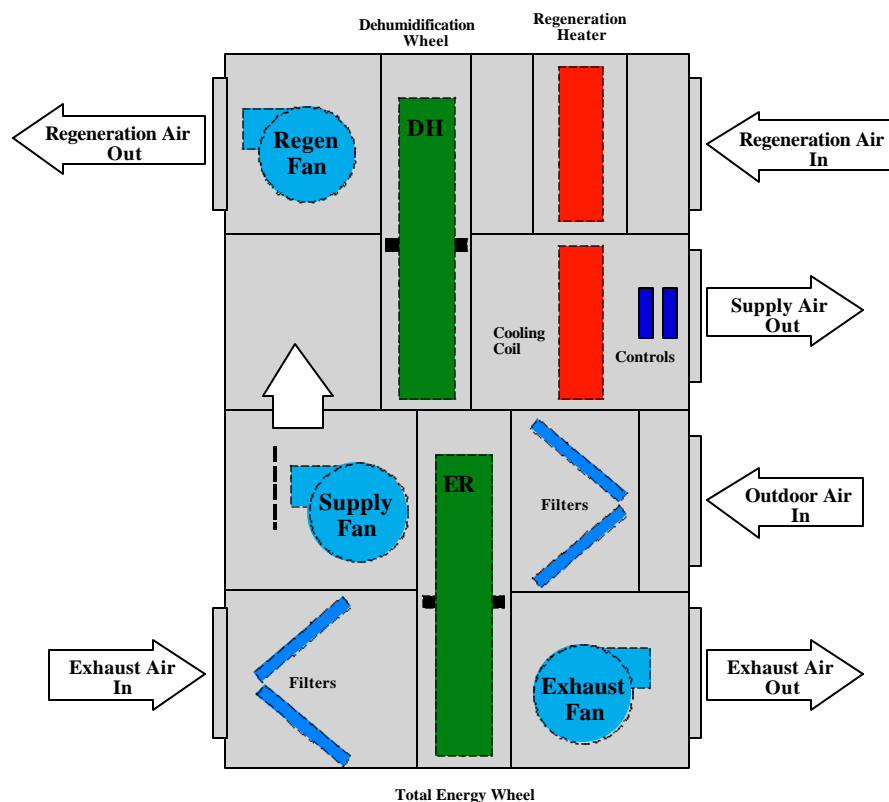 Dehumidification
Wheel
Regeneration
Heater
Regeneration Air
Out
Regen
Fan
DH
Regeneration Air
In
Supply Air
Out
Cooling
Coil
Controls
Supply
Fan
ER
Filters
Outdoor Air
In
Exhaust Air
In
Filters
Exhaust
Fan
Exhaust Air
Out
Total Energy Wheel